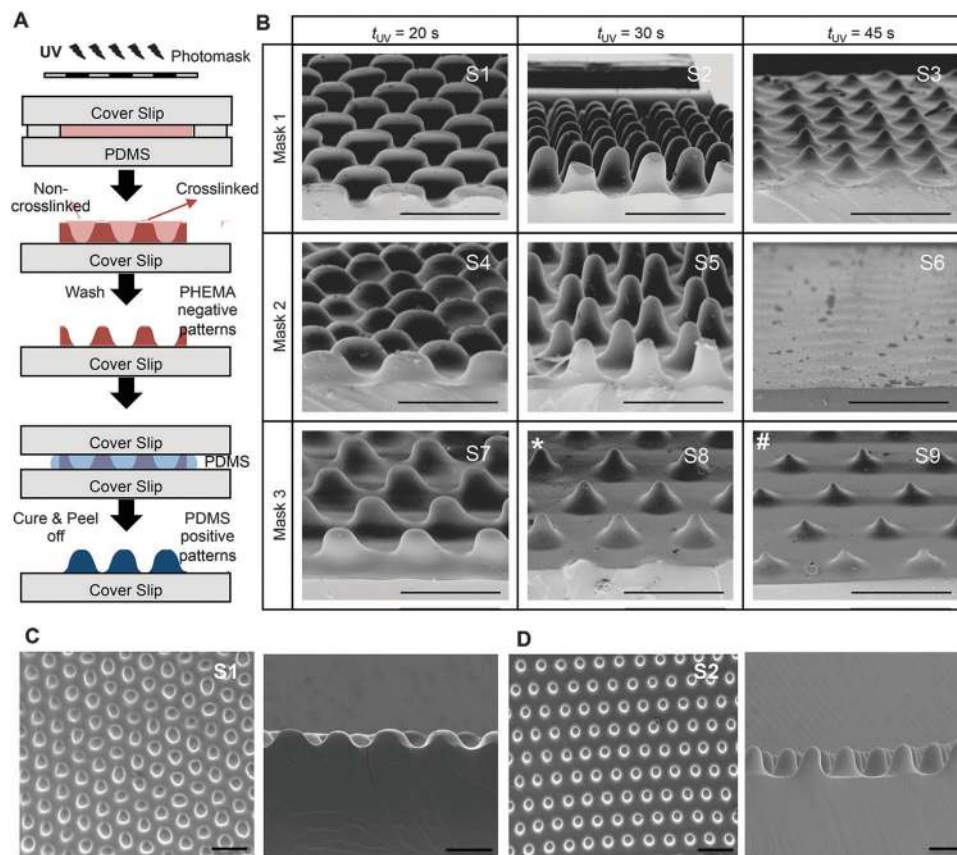 A
UV
Photomask
Cover Slip
PDMS
Non-
crosslinked
Crosslinked
Cover Slip
Wash
PHEMA
negative
patterns
Cover Slip
Cover Slip
PDMS
Cover Slip
Cure & Peel
off
PDMS
positive
patterns
Cover Slip
B
tUV = 20 s
tUV = 30 s
tUV = 45 s
Mask 1
S1
S2
S3
Mask 2
S4
S5
S6
Mask 3
S7
*
S8
#
S9
C
S1
D
S2